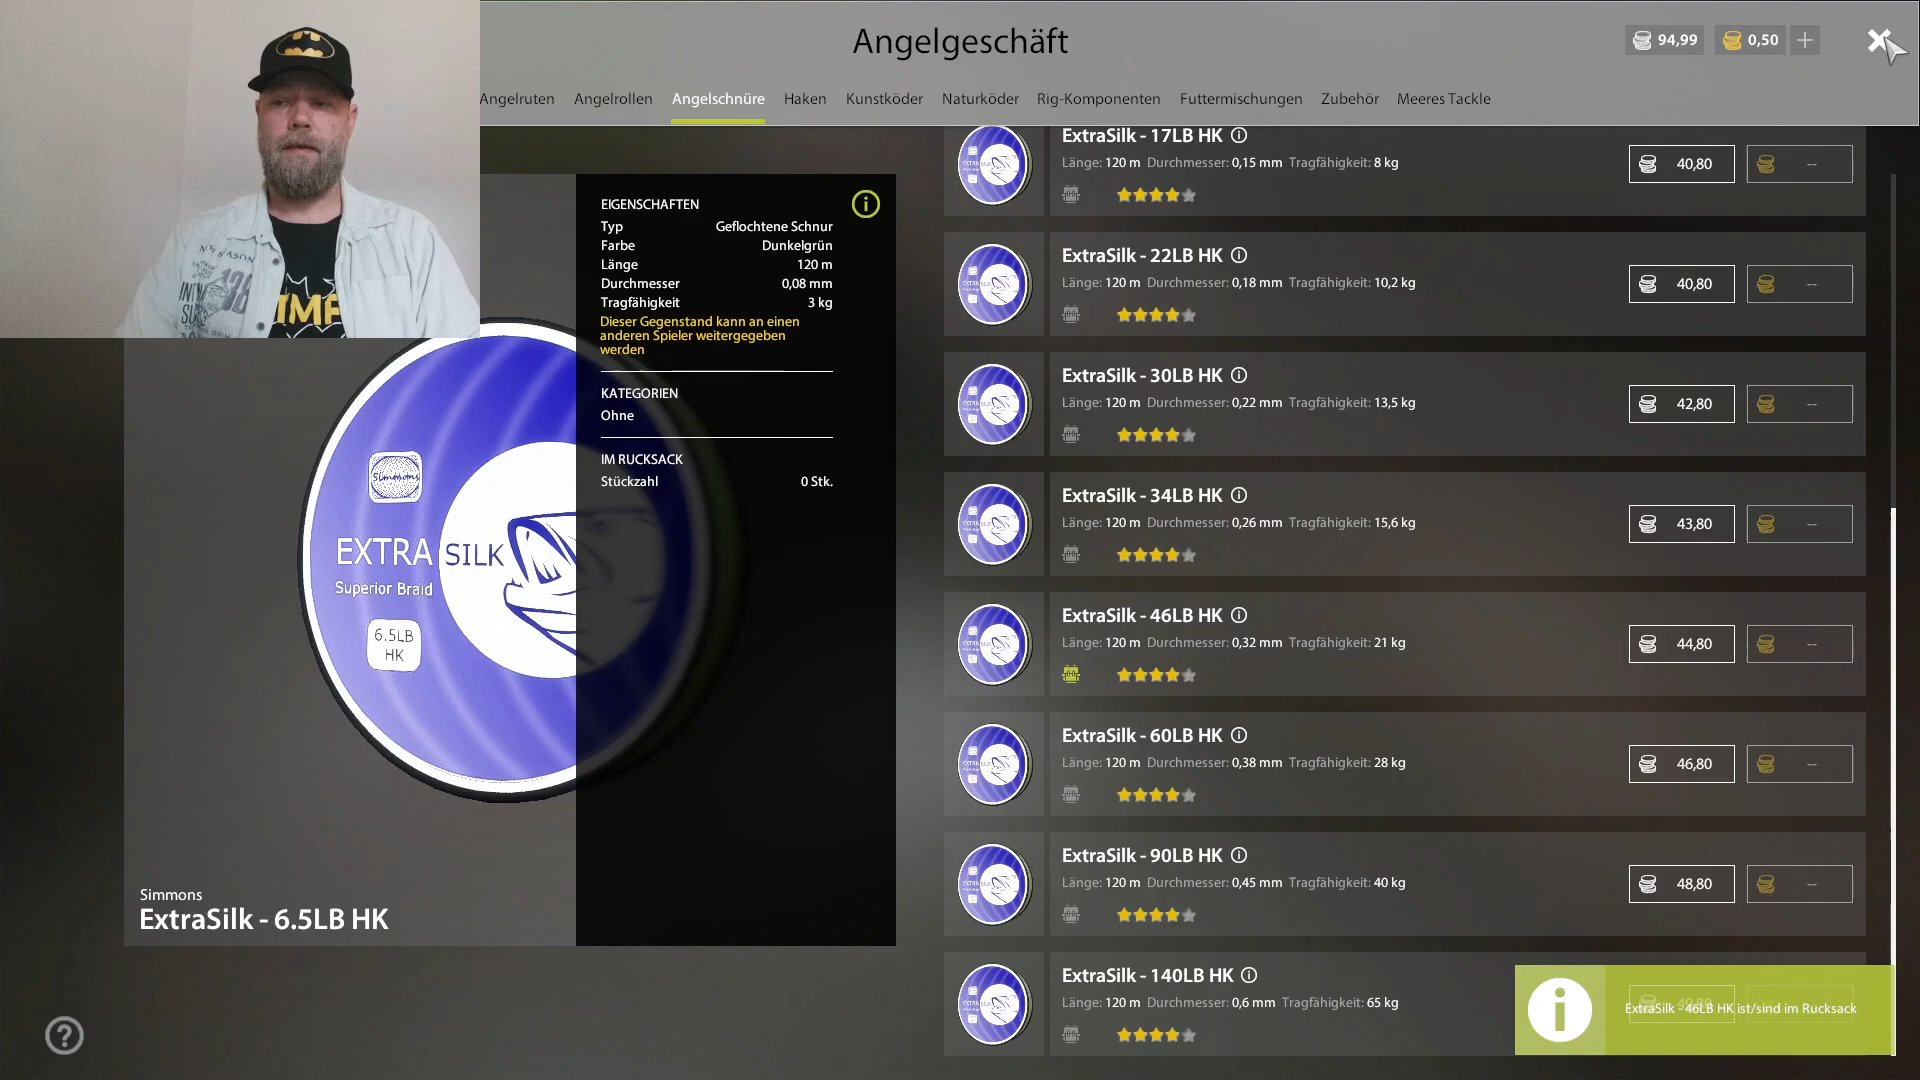 Angelgeschäft
94,99
0,50
Angelruten
Angelrollen
Angelschnüre
Haken
Kunstköder
Naturköder
Rig-Komponenten
Futtermischungen
Zubehör
Meeres Tackle
EIGENSCHAFTEN
Typ Geflochtene Schnur
Farbe Dunkelgrün
Länge 120 m
Durchmesser 0,08 mm
Tragfähigkeit 3 kg
Dieser Gegenstand kann an einen
anderen Spieler weitergegeben
werden
KATEGORIEN
Ohne
IM RUCKSACK
Stückzahl 0 Stk.
Simmons
EXTRA SILK
Superior Braid
6.5LB
HK
Simmons
ExtraSilk - 6.5LB HK
ExtraSilk - 17LB HK
Länge: 120 m Durchmesser: 0,15 mm Tragfähigkeit: 8 kg
40,80 --
ExtraSilk - 22LB HK
Länge: 120 m Durchmesser: 0,18 mm Tragfähigkeit: 10,2 kg
40,80 --
ExtraSilk - 30LB HK
Länge: 120 m Durchmesser: 0,22 mm Tragfähigkeit: 13,5 kg
42,80 --
ExtraSilk - 34LB HK
Länge: 120 m Durchmesser: 0,26 mm Tragfähigkeit: 15,6 kg
43,80 --
ExtraSilk - 46LB HK
Länge: 120 m Durchmesser: 0,32 mm Tragfähigkeit: 21 kg
44,80 --
ExtraSilk - 60LB HK
Länge: 120 m Durchmesser: 0,38 mm Tragfähigkeit: 28 kg
46,80 --
ExtraSilk - 90LB HK
Länge: 120 m Durchmesser: 0,45 mm Tragfähigkeit: 40 kg
48,80 --
ExtraSilk - 140LB HK
Länge: 120 m Durchmesser: 0,6 mm Tragfähigkeit: 65 kg
ExtraSilk - 46LB HK ist/sind im Rucksack